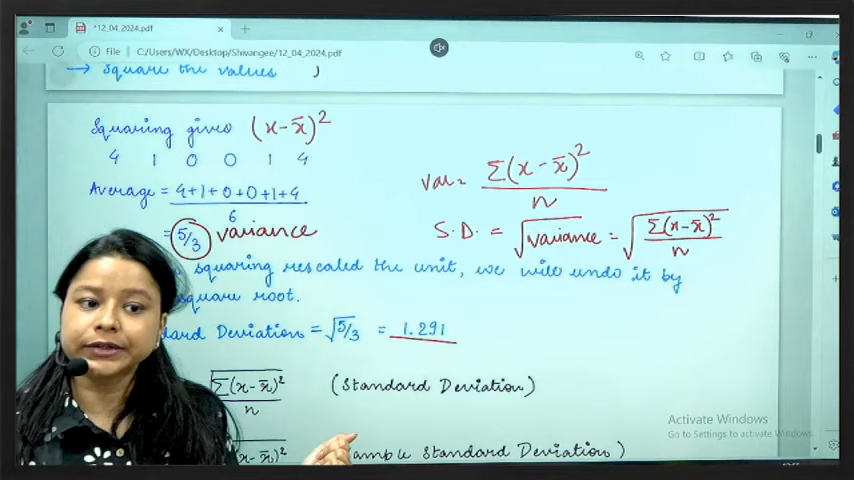 *12_04_2024.pdf
File | C:/Users/WX/Desktop/Shivangee/12_04_2024.pdf
→ Square the values
Squaring gives (x-x̄)²
4 1 0 0 1 4
Average = 4+1+0+0+1+4
6
= 5/3 variance
var = Σ(x-x̄)²
n
S.D. = √variance = √Σ(x-x̄)²
n
squaring rescaled the unit, we will undo it by
square root.
dard Deviation = √5/3 = 1.291
Σ(x-x̄)²
n
(Standard Deviation)
(x-x̄)²
ample Standard Deviation)
Activate Windows
Go to Settings to activate Windows.